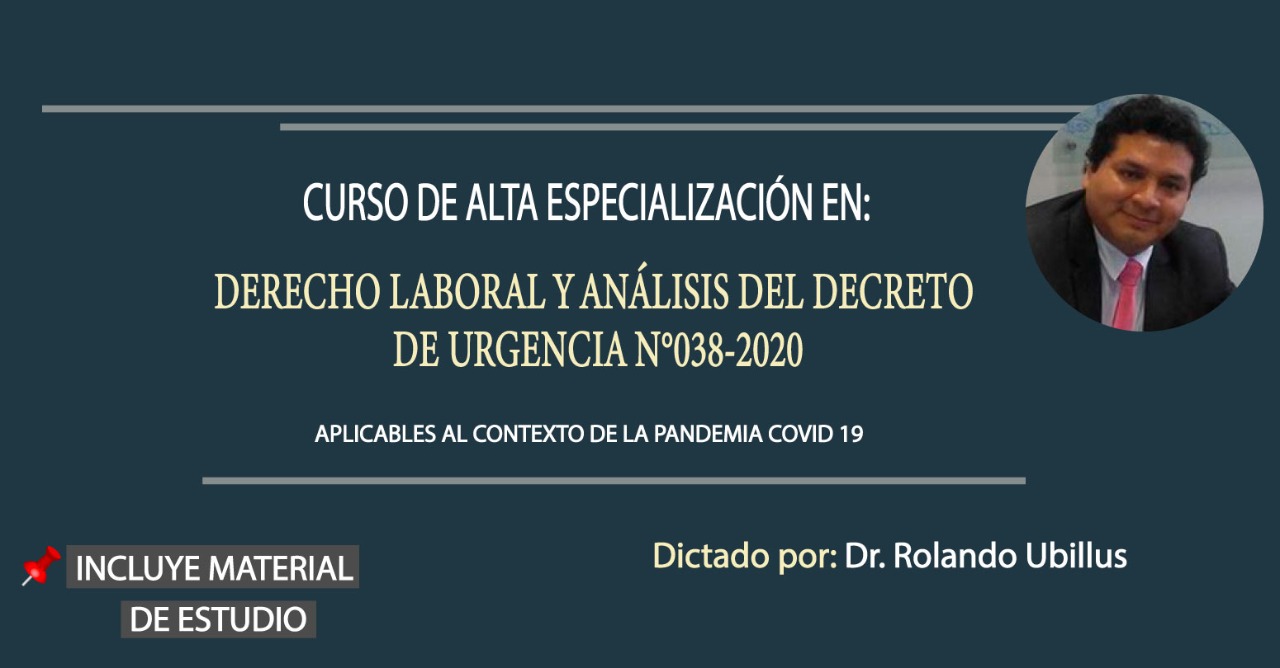 CURSO DE ALTA ESPECIALIZACIÓN EN:
DERECHO LABORAL Y ANÁLISIS DEL DECRETO
DE URGENCIA N°038-2020
APLICABLES AL CONTEXTO DE LA PANDEMIA COVID 19
Dictado por: Dr. Rolando Ubillus
INCLUYE MATERIAL
DE ESTUDIO